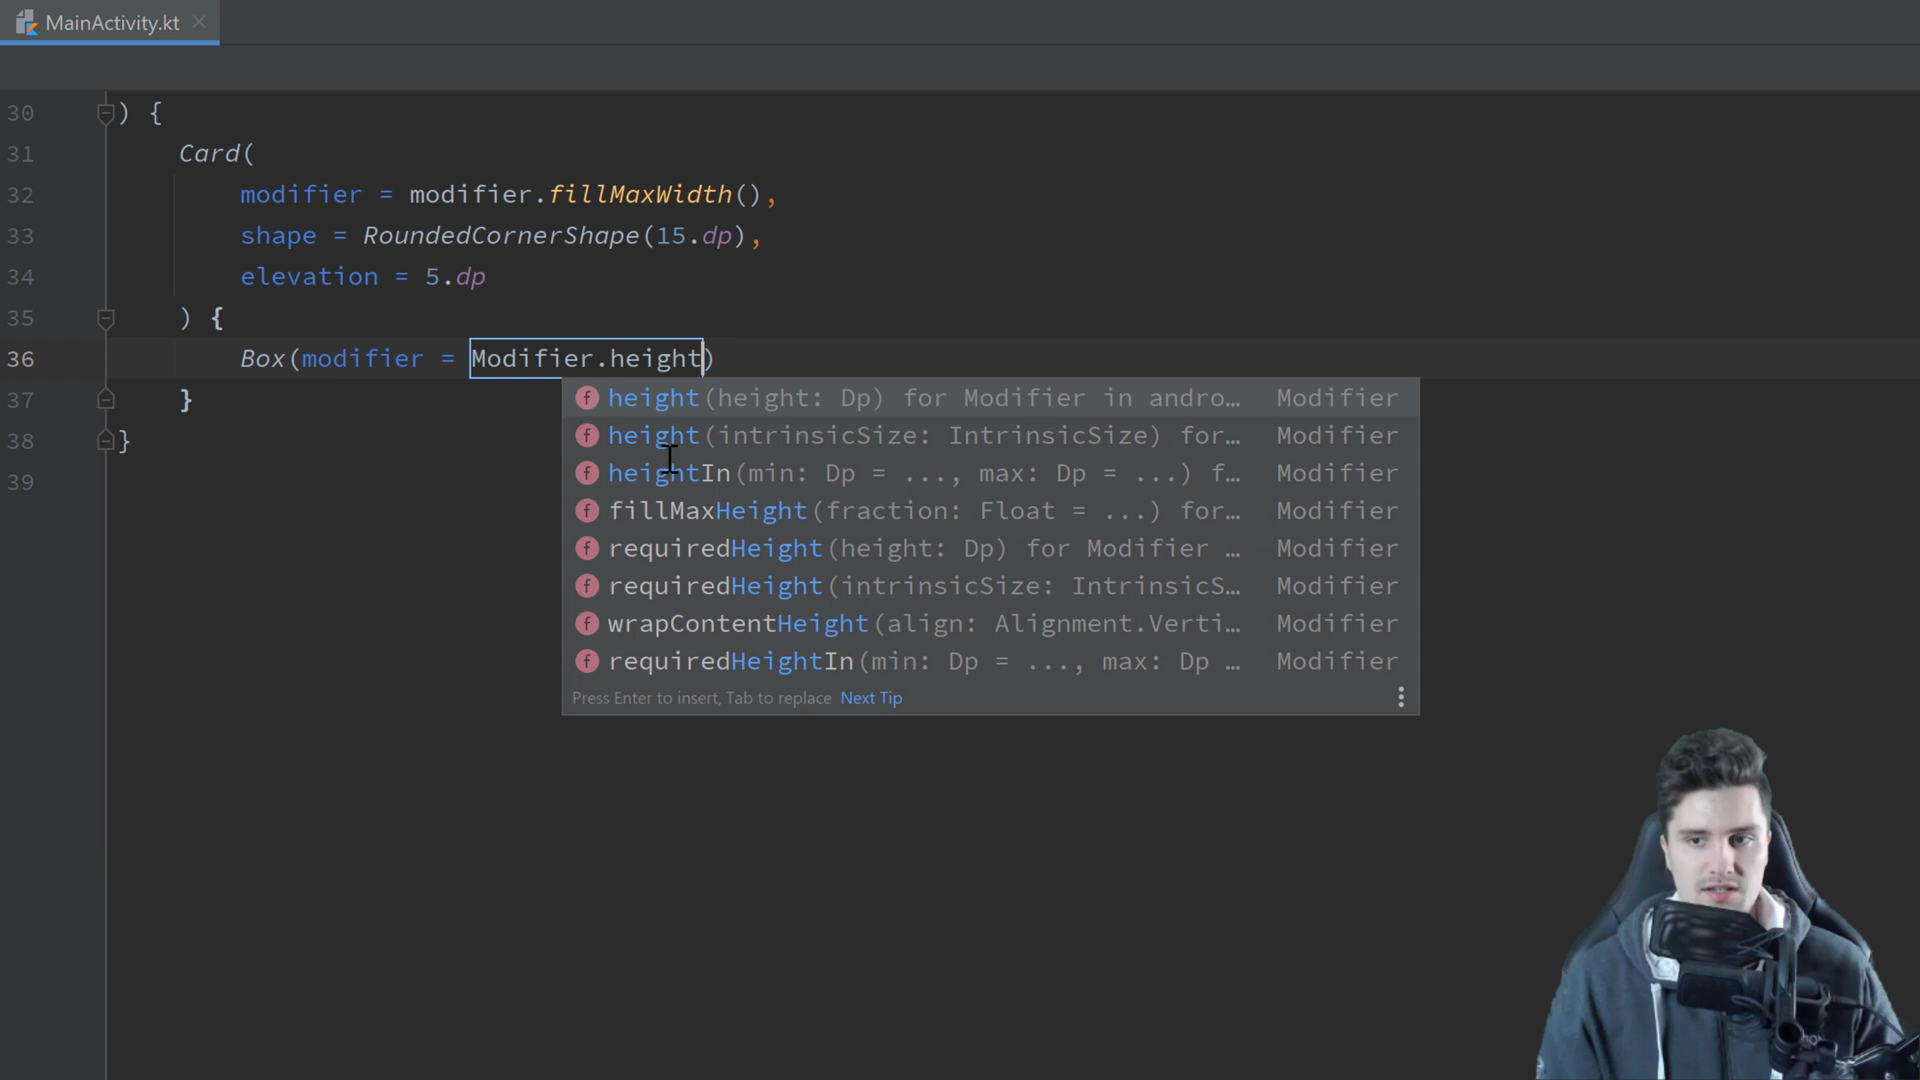 MainActivity.kt
30 ) {
31 Card(
32 modifier = modifier.fillMaxWidth(),
33 shape = RoundedCornerShape(15.dp),
34 elevation = 5.dp
35 ) {
36 Box(modifier = Modifier.height)
height(height: Dp) for Modifier in andro… Modifier
37 }
height(intrinsicSize: IntrinsicSize) for… Modifier
38 }
heightIn(min: Dp = ..., max: Dp = ...) f… Modifier
39
fillMaxHeight(fraction: Float = ...) for… Modifier
requiredHeight(height: Dp) for Modifier … Modifier
requiredHeight(intrinsicSize: IntrinsicS… Modifier
wrapContentHeight(align: Alignment.Verti… Modifier
requiredHeightIn(min: Dp = ..., max: Dp … Modifier
Press Enter to insert, Tab to replace Next Tip